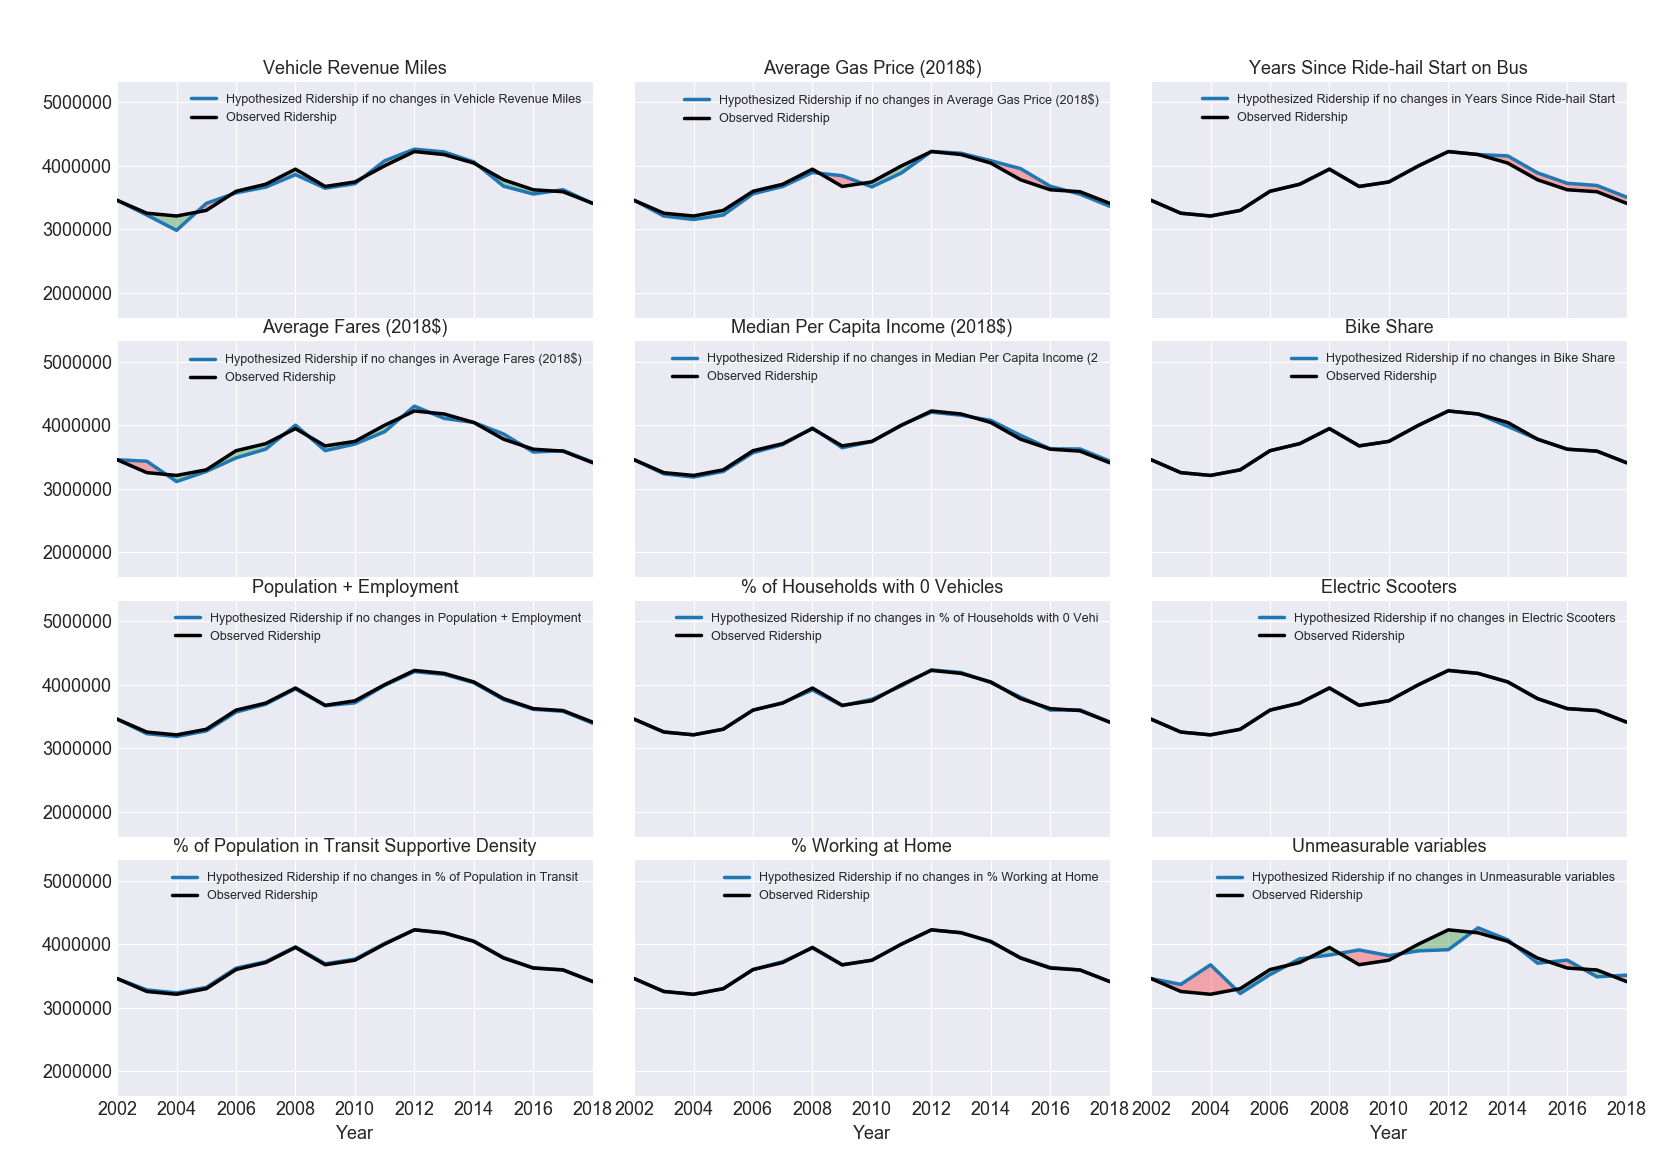 Vehicle Revenue Miles
Hypothesized Ridership if no changes in Vehicle Revenue Miles
Observed Ridership
5000000
4000000
3000000
2000000
Average Gas Price (2018$)
Hypothesized Ridership if no changes in Average Gas Price (2018$)
Observed Ridership
Years Since Ride-hail Start on Bus
Hypothesized Ridership if no changes in Years Since Ride-hail Start
Observed Ridership
Average Fares (2018$)
Hypothesized Ridership if no changes in Average Fares (2018$)
Observed Ridership
5000000
4000000
3000000
2000000
Median Per Capita Income (2018$)
Hypothesized Ridership if no changes in Median Per Capita Income (2
Observed Ridership
Bike Share
Hypothesized Ridership if no changes in Bike Share
Observed Ridership
Population + Employment
Hypothesized Ridership if no changes in Population + Employment
Observed Ridership
5000000
4000000
3000000
2000000
% of Households with 0 Vehicles
Hypothesized Ridership if no changes in % of Households with 0 Vehi
Observed Ridership
Electric Scooters
Hypothesized Ridership if no changes in Electric Scooters
Observed Ridership
% of Population in Transit Supportive Density
Hypothesized Ridership if no changes in % of Population in Transit
Observed Ridership
5000000
4000000
3000000
2000000
2002 2004 2006 2008 2010 2012 2014 2016 2018
Year
% Working at Home
Hypothesized Ridership if no changes in % Working at Home
Observed Ridership
2002 2004 2006 2008 2010 2012 2014 2016 2018
Year
Unmeasurable variables
Hypothesized Ridership if no changes in Unmeasurable variables
Observed Ridership
2002 2004 2006 2008 2010 2012 2014 2016 2018
Year